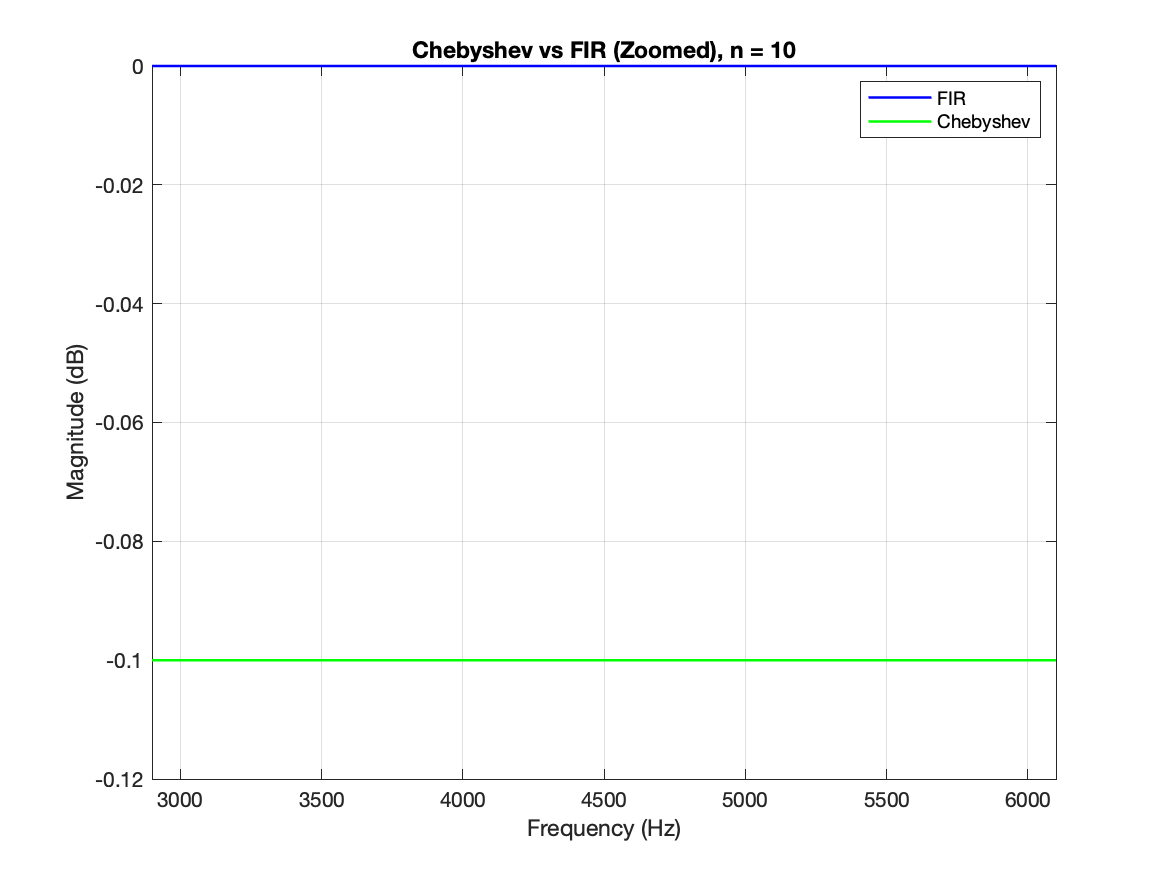 Chebyshev vs FIR (Zoomed), n = 10
0
FIR
Chebyshev
-0.02
-0.04
-0.06
-0.08
-0.1
-0.12
Magnitude (dB)
3000 3500 4000 4500 5000 5500 6000
Frequency (Hz)